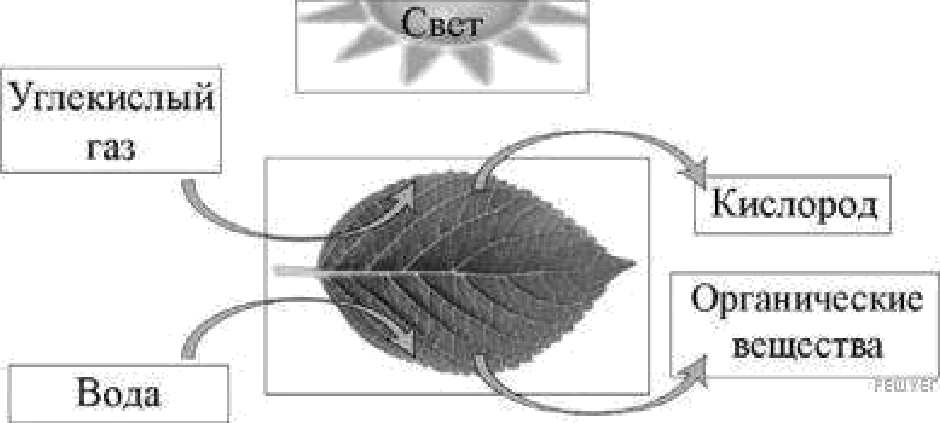 Свет
Углекислый
газ
Кислород
Органические
вещества
Вода